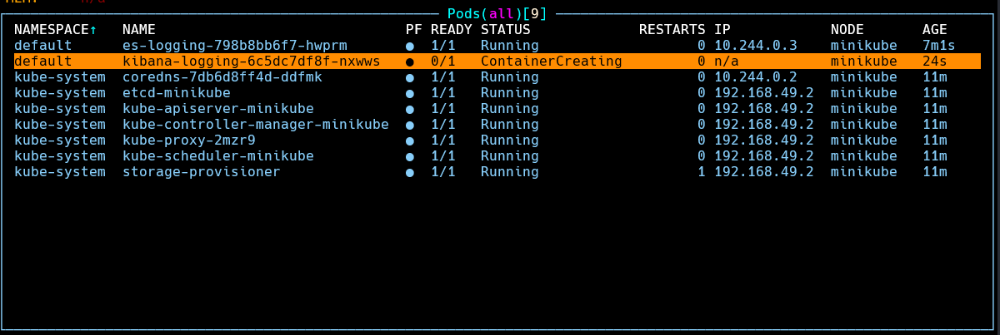 MEM: n/a
Pods(all)[9]
NAMESPACE↑ NAME PF READY STATUS RESTARTS IP NODE AGE
default es-logging-798b8bb6f7-hwprm ● 1/1 Running 0 10.244.0.3 minikube 7m1s
default kibana-logging-6c5dc7df8f-nxwws ● 0/1 ContainerCreating 0 n/a minikube 24s
kube-system coredns-7db6d8ff4d-ddfmk ● 1/1 Running 0 10.244.0.2 minikube 11m
kube-system etcd-minikube ● 1/1 Running 0 192.168.49.2 minikube 11m
kube-system kube-apiserver-minikube ● 1/1 Running 0 192.168.49.2 minikube 11m
kube-system kube-controller-manager-minikube ● 1/1 Running 0 192.168.49.2 minikube 11m
kube-system kube-proxy-2mzr9 ● 1/1 Running 0 192.168.49.2 minikube 11m
kube-system kube-scheduler-minikube ● 1/1 Running 0 192.168.49.2 minikube 11m
kube-system storage-provisioner ● 1/1 Running 1 192.168.49.2 minikube 11m